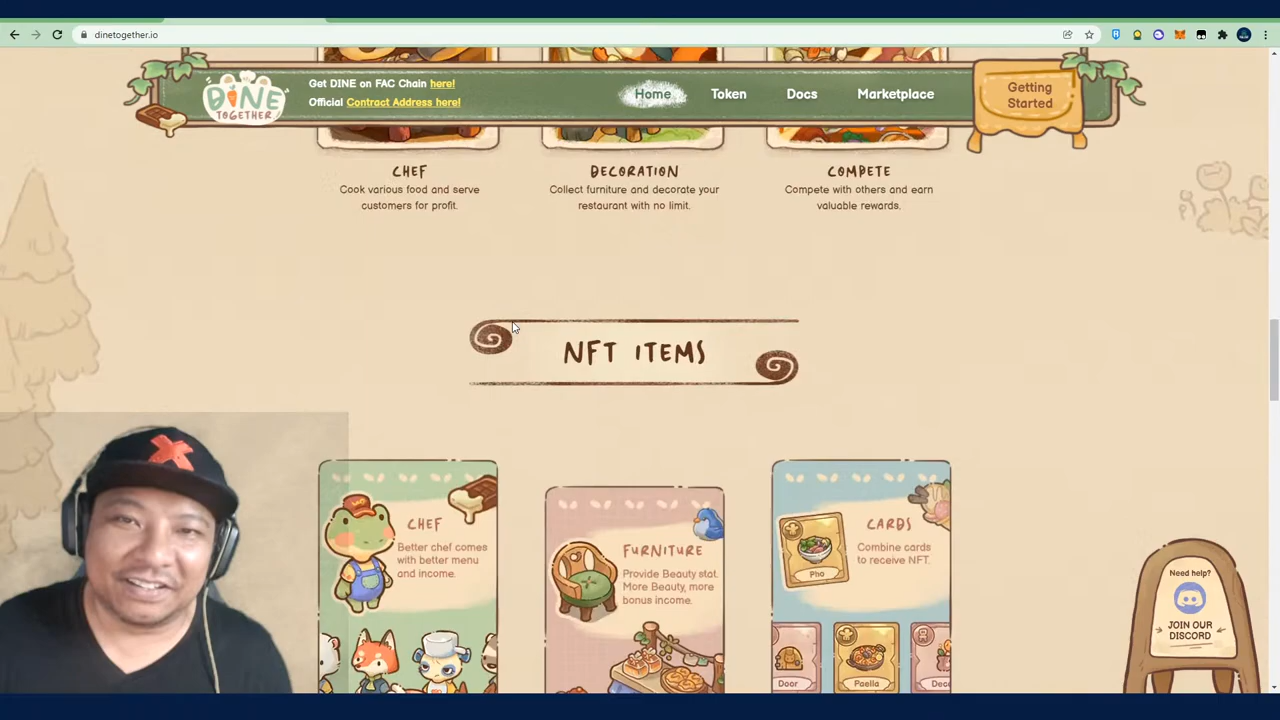 dinetogether.io
DINE
TOGETHER
Get DINE on FAC Chain here!
Official Contract Address here!
Home
Token
Docs
Marketplace
Getting
Started
CHEF
Cook various food and serve
customers for profit.
DECORATION
Collect furniture and decorate your
restaurant with no limit.
COMPETE
Compete with others and earn
valuable rewards.
NFT ITEMS
CHEF
Better chef comes
with better menu
and income.
FURNITURE
Provide Beauty stat.
More Beauty, more
bonus income.
CARDS
Combine cards
to receive NFT.
Pho
Door
Paella
Need help?
JOIN OUR
DISCORD